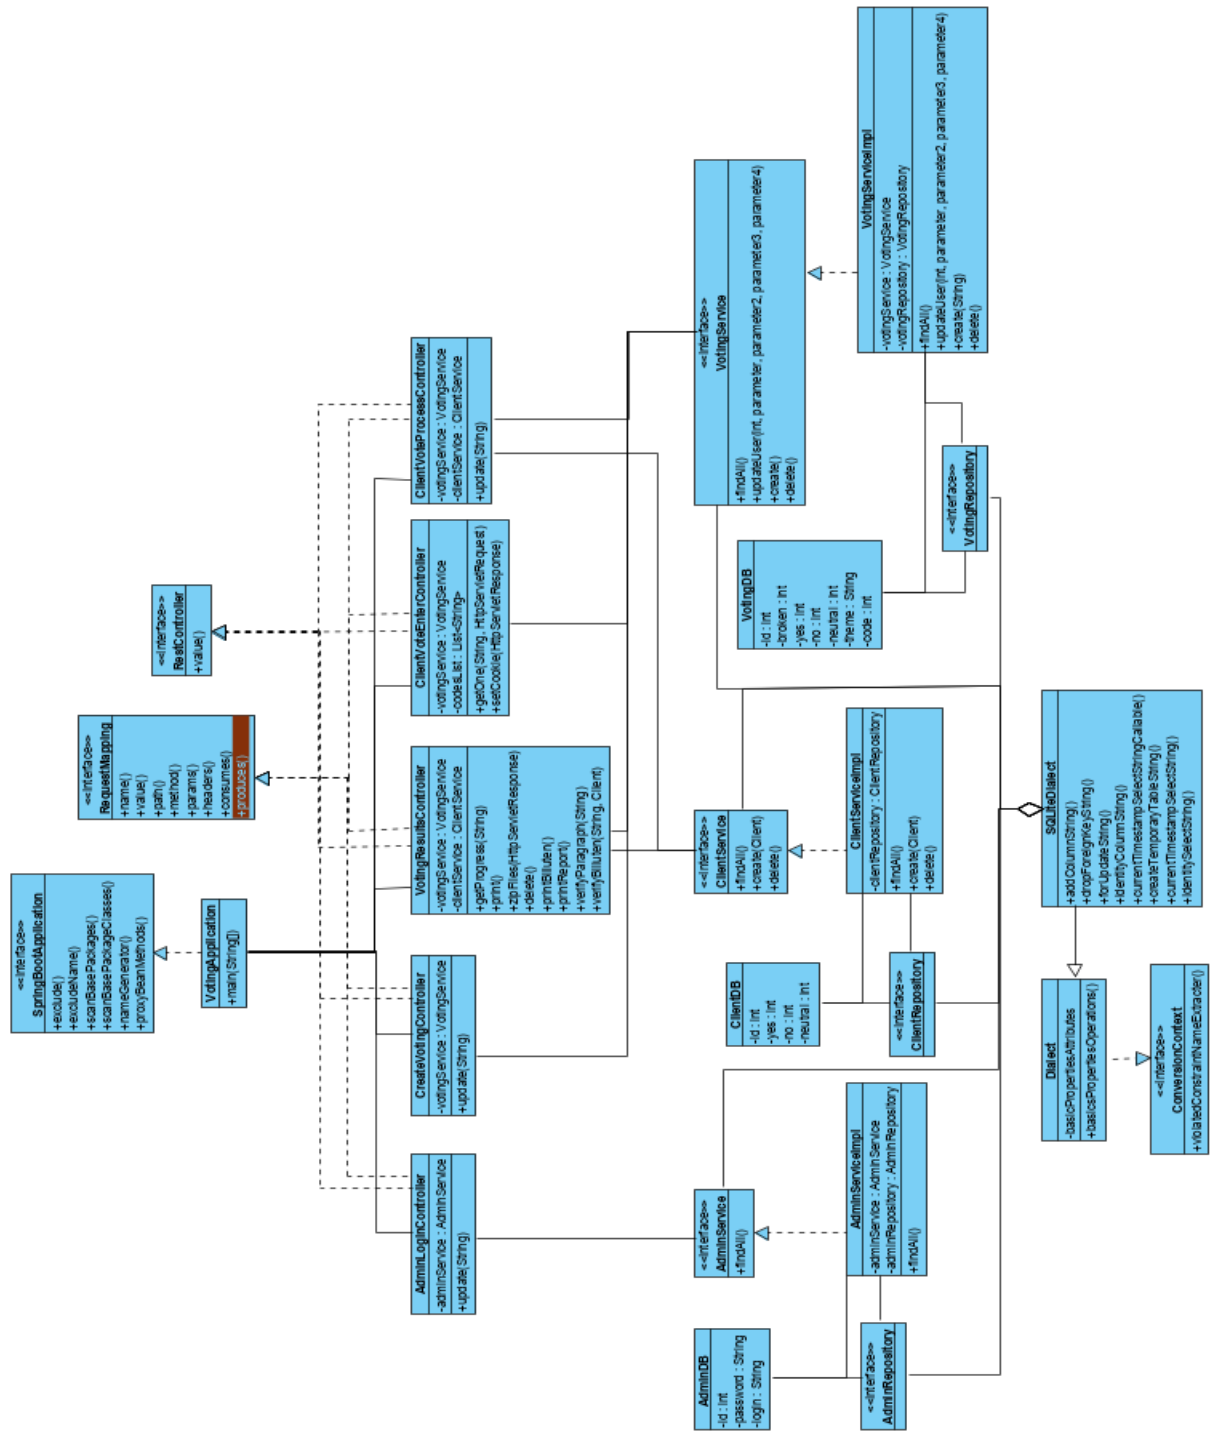 <<Interface>>
SpringBootApplication
+exclude()
+excludeName()
+scanBasePackages()
+scanBasePackageClasses()
+nameGenerator()
+proxyBeanMethods()
<<Interface>>
RequestMapping
+name()
+value()
+path()
+method()
+params()
+headers()
+consumes()
+produces()
<<Interface>>
RestController
+value()
VotingApplication
+main(String[])
AdminLoginController
-adminService : AdminService
+update(String)
CreateVotingController
-votingService : VotingService
+update(String)
VotingResultsController
-votingService : VotingService
-clientService : ClientService
+getProgress(String)
+print()
+zipFiles(HttpServletResponse)
+delete()
+printBilluten()
+printReport()
+verifyParagraph(String)
+verifyBilluten(String, Client)
ClientVoteEnterController
-votingService : VotingService
-codesList : List<String>
+getOne(String, HttpServletRequest)
+setCookie(HttpServletResponse)
ClientVoteProcessController
-votingService : VotingService
-clientService : ClientService
+update(String)
AdminDB
-id : int
-password : String
-login : String
<<Interface>>
AdminService
+findAll()
ClientDB
-id : int
-yes : int
-no : int
-neutral : int
<<Interface>>
ClientService
+findAll()
+create(Client)
+delete()
VotingDB
-id : int
-broken : int
-yes : int
-no : int
-neutral : int
-theme : String
-code : int
<<Interface>>
VotingService
+findAll()
+updateUser(int, parameter, parameter2, parameter3, parameter4)
+create()
+delete()
<<Interface>>
AdminRepository
AdminServiceImpl
-adminService : AdminService
-adminRepository : AdminRepository
+findAll()
<<Interface>>
ClientRepository
ClientServiceImpl
-clientRepository : ClientRepository
+findAll()
+create(Client)
+delete()
<<Interface>>
VotingRepository
VotingServiceImpl
-votingService : VotingService
-votingRepository : VotingRepository
+findAll()
+updateUser(int, parameter, parameter2, parameter3, parameter4)
+create(String)
+delete()
Dialect
-basicPropertiesAttributes
+basicsPropertiesOperations()
SQLiteDialect
+addColumnString()
+dropForeignKeyString()
+forUpdateString()
+identityColumnString()
+currentTimestampSelectStringCallable()
+createTemporaryTableString()
+currentTimestampSelectString()
+identitySelectString()
<<Interface>>
ConversionContext
+violatedConstraintNameExtracter()